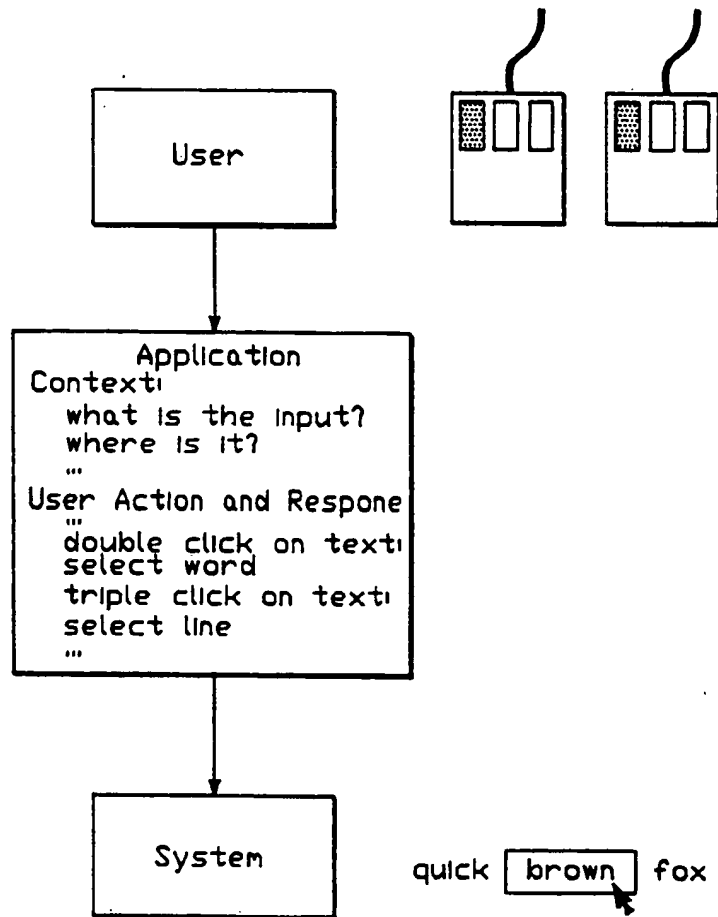 User
Application
Context:
what is the input?
where is it?
...
User Action and Respone
...
double click on text:
select word
triple click on text:
select line
...
System
quick brown fox